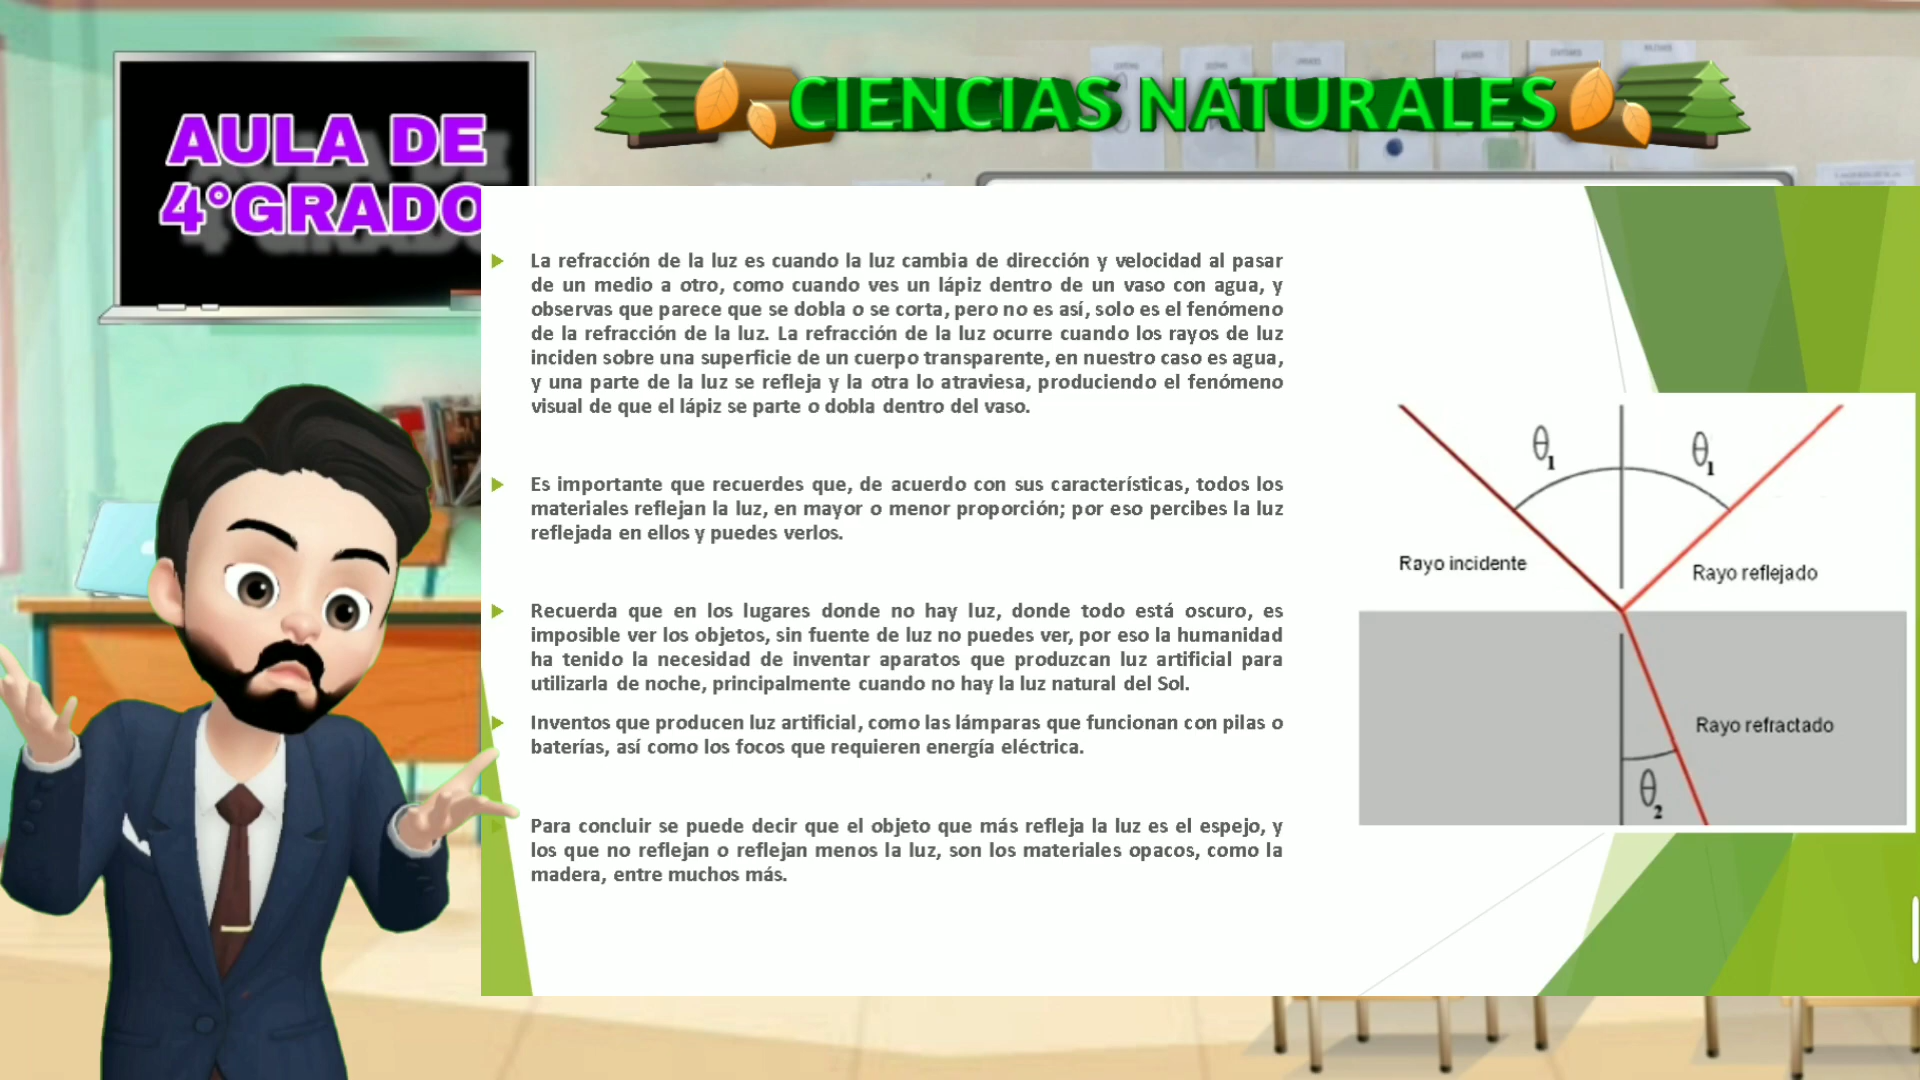 AULA DE
4°GRADO
CIENCIAS NATURALES
La refracción de la luz es cuando la luz cambia de dirección y velocidad al pasar
de un medio a otro, como cuando ves un lápiz dentro de un vaso con agua, y
observas que parece que se dobla o se corta, pero no es así, solo es el fenómeno
de la refracción de la luz. La refracción de la luz ocurre cuando los rayos de luz
inciden sobre una superficie de un cuerpo transparente, en nuestro caso es agua,
y una parte de la luz se refleja y la otra lo atraviesa, produciendo el fenómeno
visual de que el lápiz se parte o dobla dentro del vaso.
Es importante que recuerdes que, de acuerdo con sus características, todos los
materiales reflejan la luz, en mayor o menor proporción; por eso percibes la luz
reflejada en ellos y puedes verlos.
Recuerda que en los lugares donde no hay luz, donde todo está oscuro, es
imposible ver los objetos, sin fuente de luz no puedes ver, por eso la humanidad
ha tenido la necesidad de inventar aparatos que produzcan luz artificial para
utilizarla de noche, principalmente cuando no hay la luz natural del Sol.
Inventos que producen luz artificial, como las lámparas que funcionan con pilas o
baterías, así como los focos que requieren energía eléctrica.
Para concluir se puede decir que el objeto que más refleja la luz es el espejo, y
los que no reflejan o reflejan menos la luz, son los materiales opacos, como la
madera, entre muchos más.
θ1
θ1
Rayo incidente
Rayo reflejado
Rayo refractado
θ2